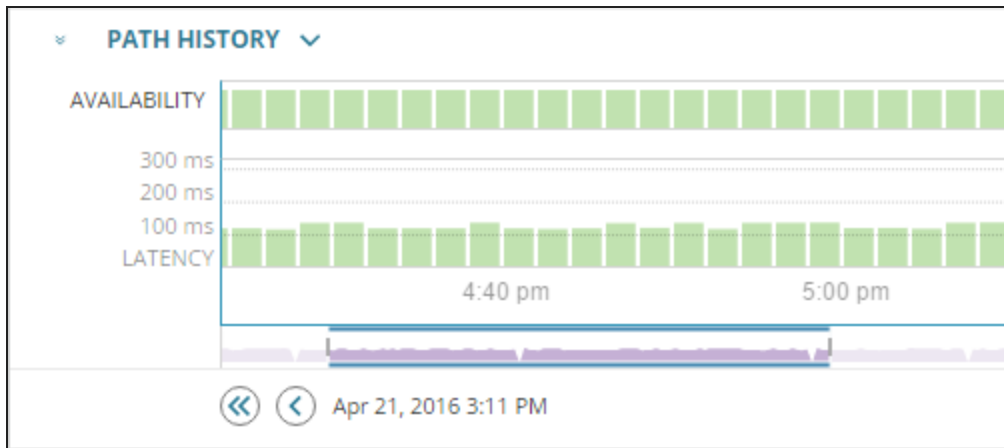 PATH HISTORY
AVAILABILITY
300 ms
200 ms
100 ms
LATENCY
4:40 pm 5:00 pm
Apr 21, 2016 3:11 PM